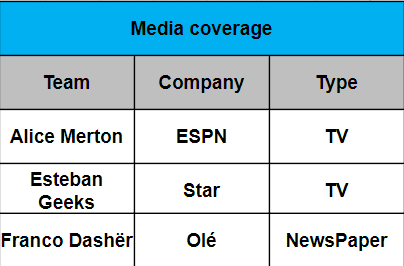 Media coverage
Team Company Type
Alice Merton ESPN TV
Esteban
Geeks Star TV
Franco Dashër Olé NewsPaper